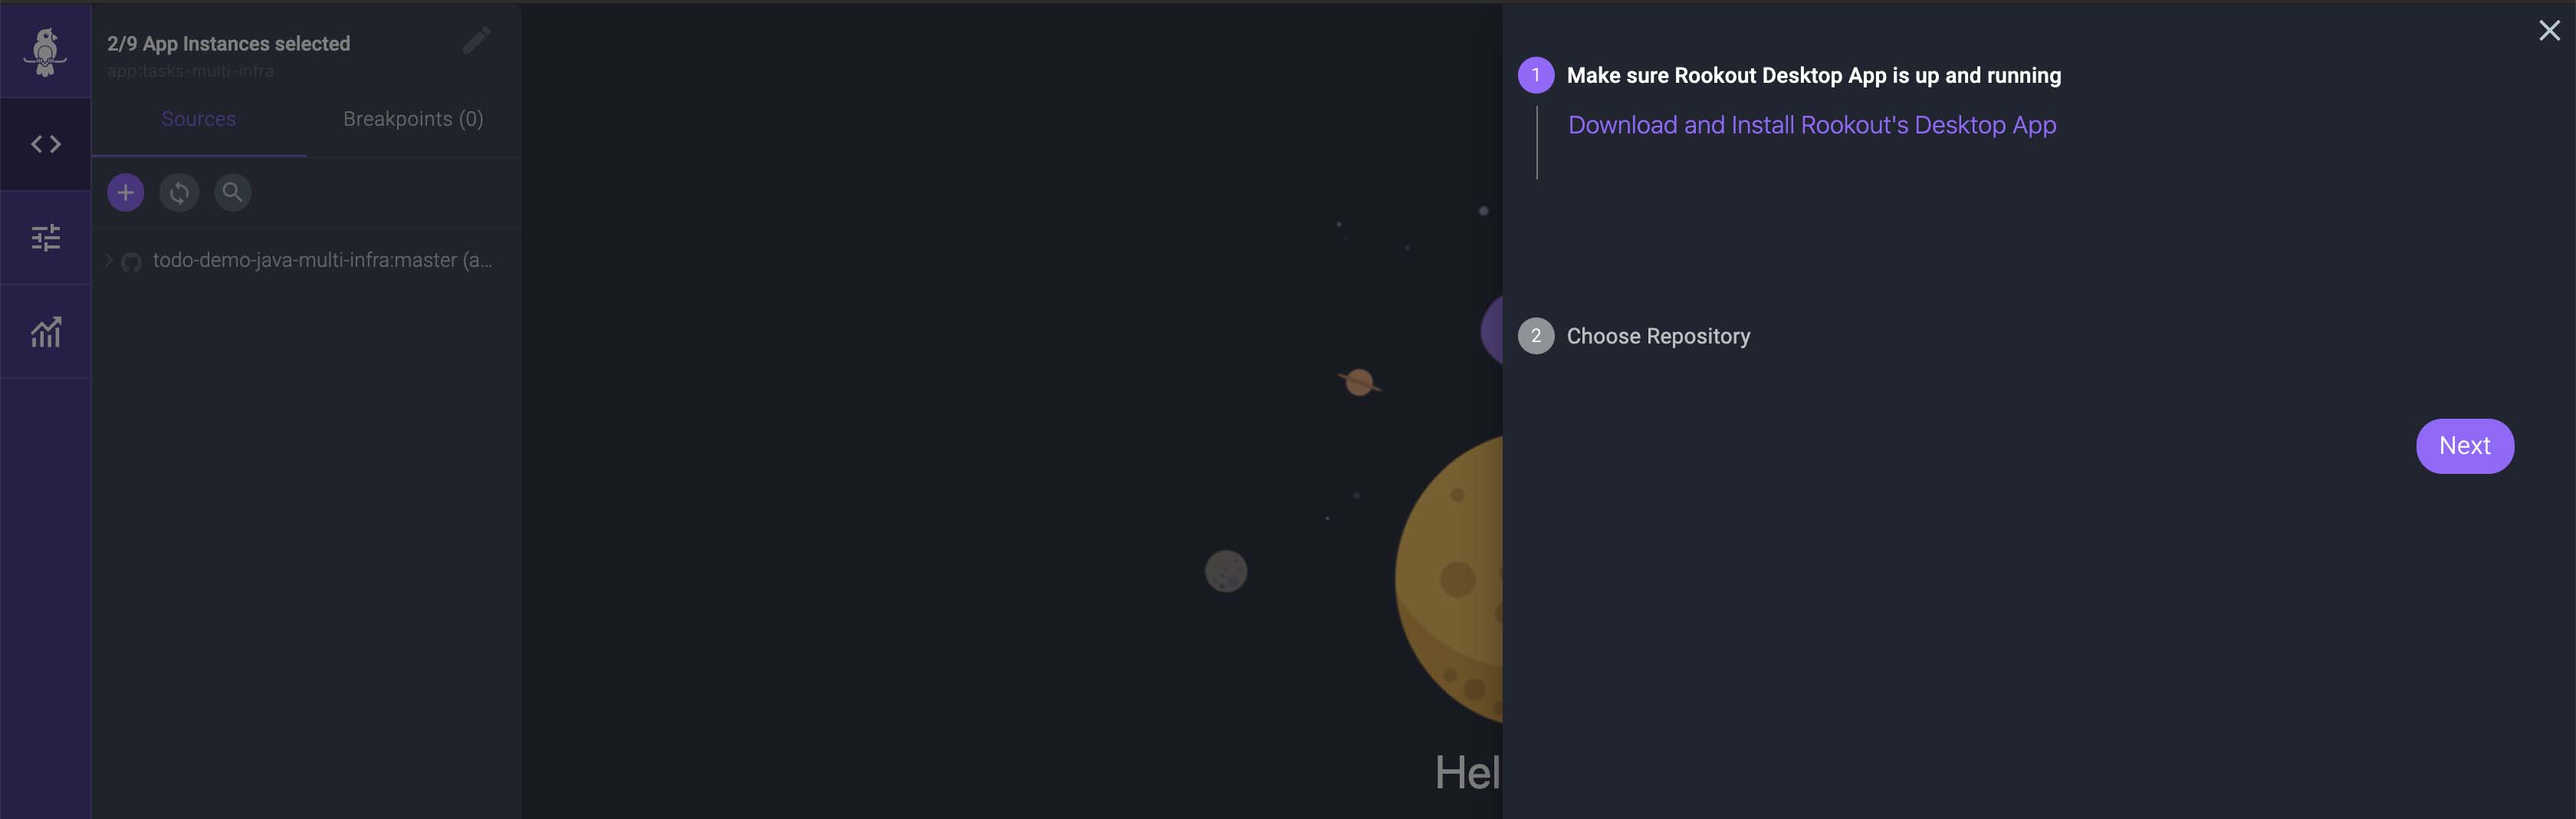 2/9 App Instances selected
app:tasks-multi-infra
Sources
Breakpoints (0)
todo-demo-java-multi-infra:master (a...
Hel
1
Make sure Rookout Desktop App is up and running
Download and Install Rookout's Desktop App
2
Choose Repository
Next